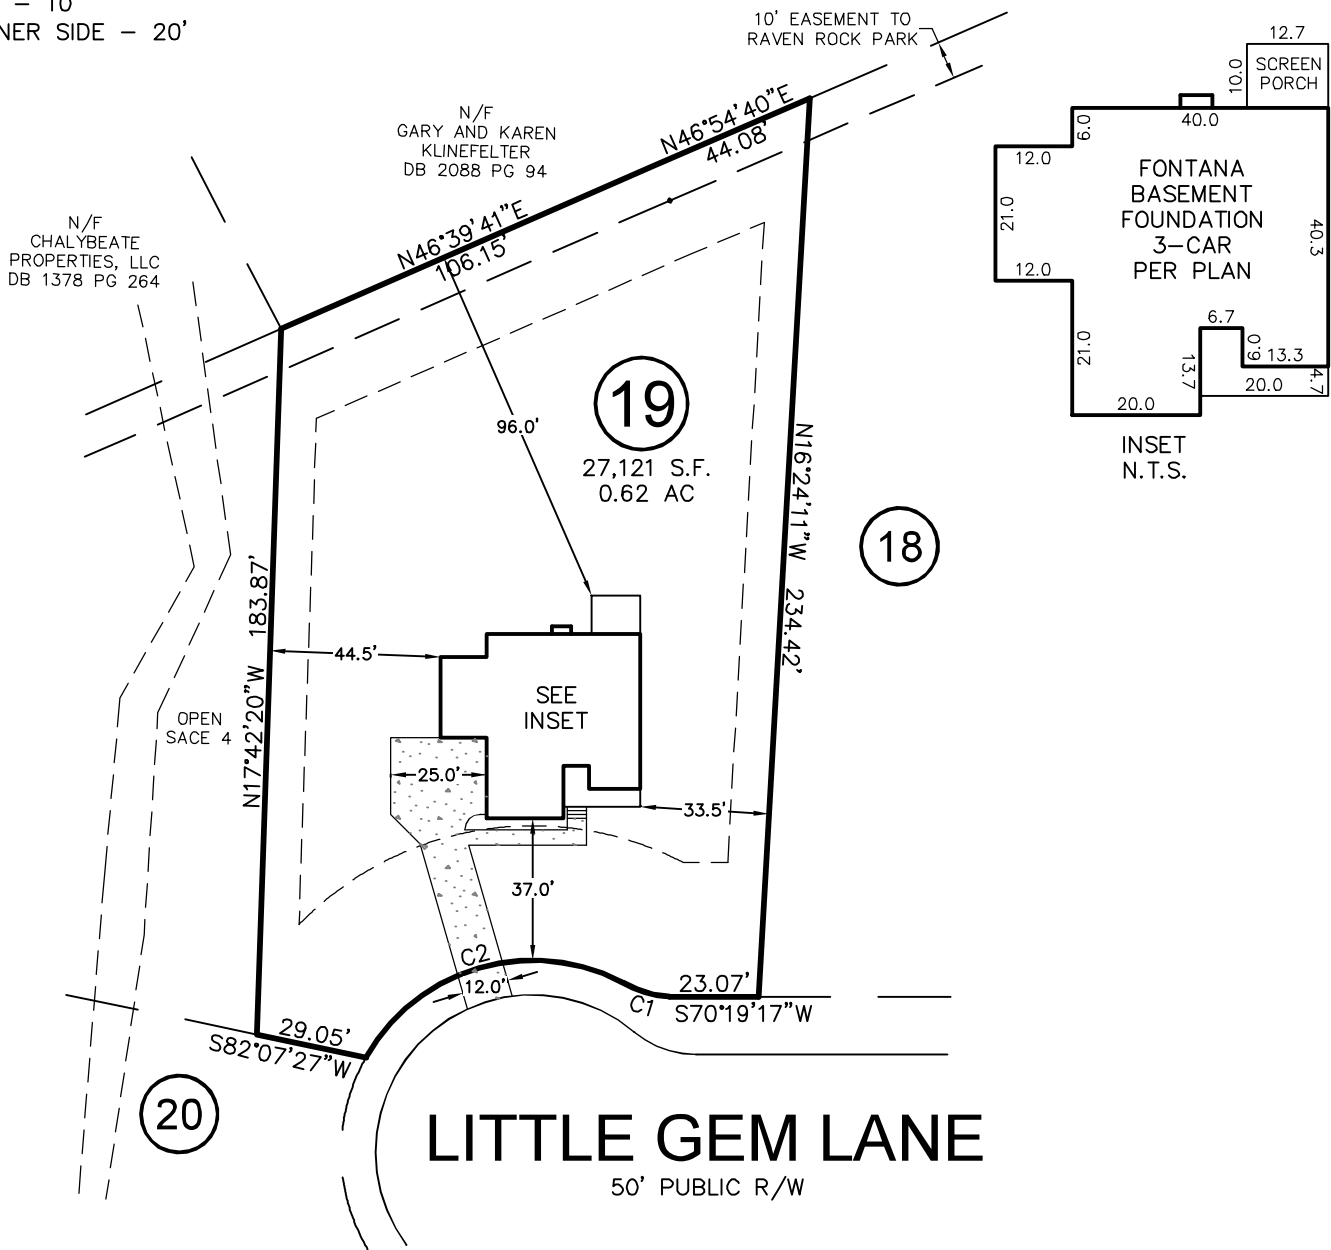 - 10'
NER SIDE - 20'
10' EASEMENT TO
RAVEN ROCK PARK
N/F
GARY AND KAREN
KLINEFELTER
DB 2088 PG 94
N46°54'40"E
44.08'
N46°39'41"E
106.15'
N/F
CHALYBEATE
PROPERTIES, LLC
DB 1378 PG 264
12.7
10.0
SCREEN
PORCH
6.0
40.0
12.0
21.0
12.0
FONTANA
BASEMENT
FOUNDATION
3-CAR
PER PLAN
40.3
21.0
6.7
13.7
6.0
13.3
20.0
4.7
20.0
INSET
N.T.S.
96.0'
19
27,121 S.F.
0.62 AC
N16°24'11"W 234.42'
18
N17°42'20"W 183.87'
44.5'
SEE
INSET
OPEN
SACE 4
25.0'
33.5'
37.0'
C2
12.0'
C1
23.07'
S70°19'17"W
29.05'
S82°07'27"W
20
LITTLE GEM LANE
50' PUBLIC R/W